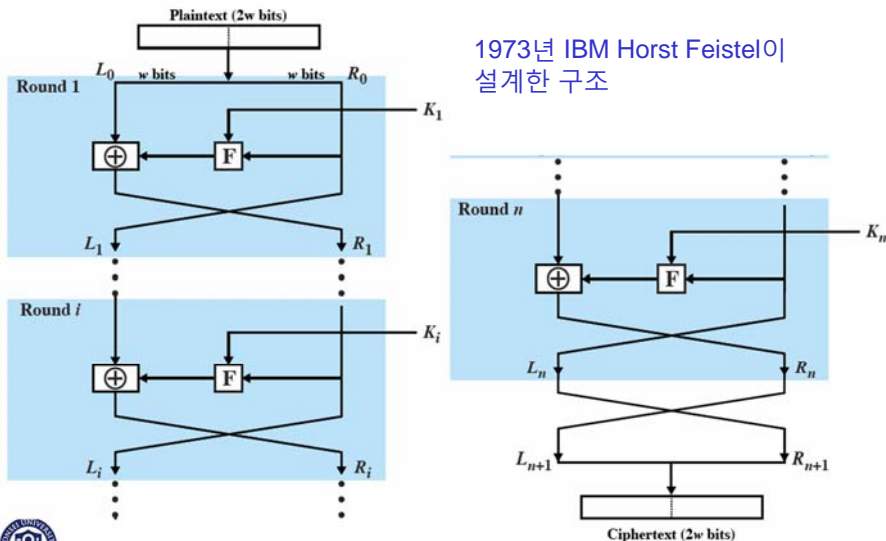 Plaintext (2w bits)
1973년 IBM Horst Feistel이
설계한 구조
L0 w bits w bits R0
Round 1
K1
⊕ F
L1 R1
Round i
Ki
⊕ F
Li Ri
Round n
Kn
⊕ F
Ln Rn
Ln+1 Rn+1
Ciphertext (2w bits)